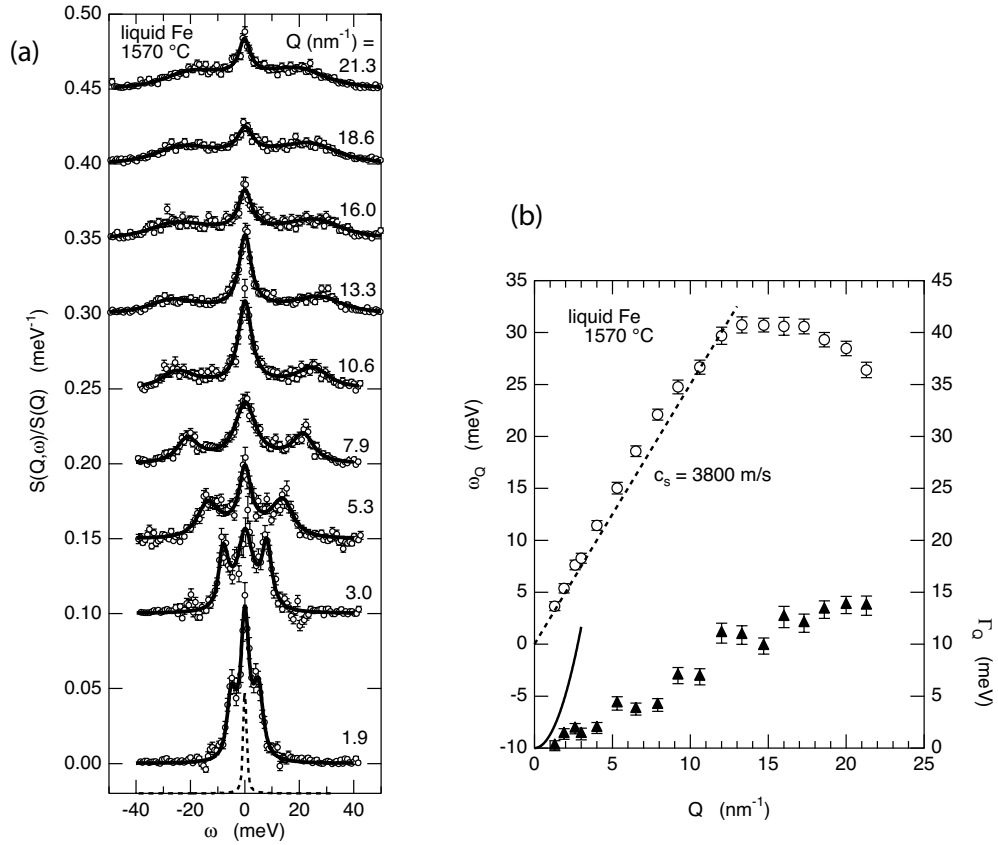 (a)
liquid Fe
1570 °C
Q (nm⁻¹) =
21.3
18.6
16.0
13.3
10.6
7.9
5.3
3.0
1.9
0.50
0.45
0.40
0.35
0.30
0.25
0.20
0.15
0.10
0.05
0.00
S(Q,ω)/S(Q) (meV⁻¹)
-40 -20 0 20 40
ω (meV)
(b)
liquid Fe
1570 °C
cₛ = 3800 m/s
35
30
25
20
15
10
5
0
-5
-10
ω_Q (meV)
45
40
35
30
25
20
15
10
5
0
Γ_Q (meV)
0 5 10 15 20 25
Q (nm⁻¹)